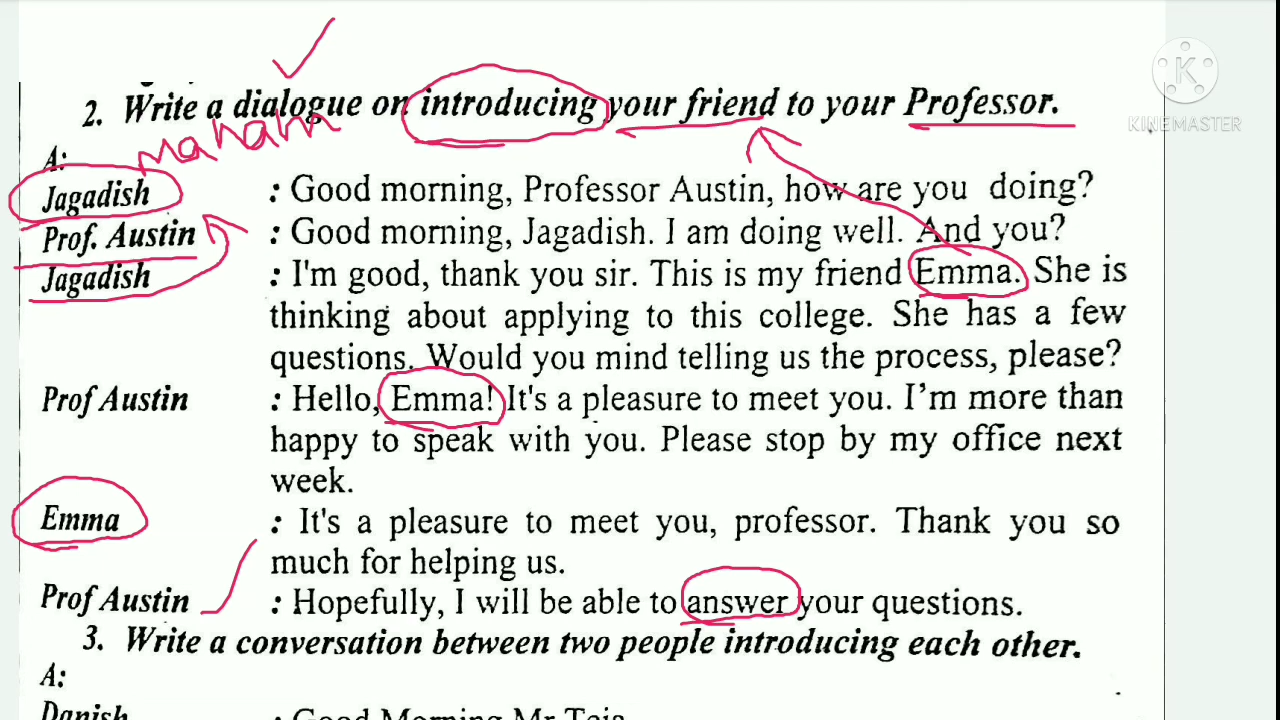 2. Write a dialogue on introducing your friend to your Professor.
A:
Jagadish : Good morning, Professor Austin, how are you doing?
Prof. Austin : Good morning, Jagadish. I am doing well. And you?
Jagadish : I'm good, thank you sir. This is my friend Emma. She is
thinking about applying to this college. She has a few
questions. Would you mind telling us the process, please?
Prof Austin : Hello, Emma! It's a pleasure to meet you. I'm more than
happy to speak with you. Please stop by my office next
week.
Emma : It's a pleasure to meet you, professor. Thank you so
much for helping us.
Prof Austin : Hopefully, I will be able to answer your questions.
3. Write a conversation between two people introducing each other.
A:
Danish : Good Morning Mr Teja
K
KINEMASTER